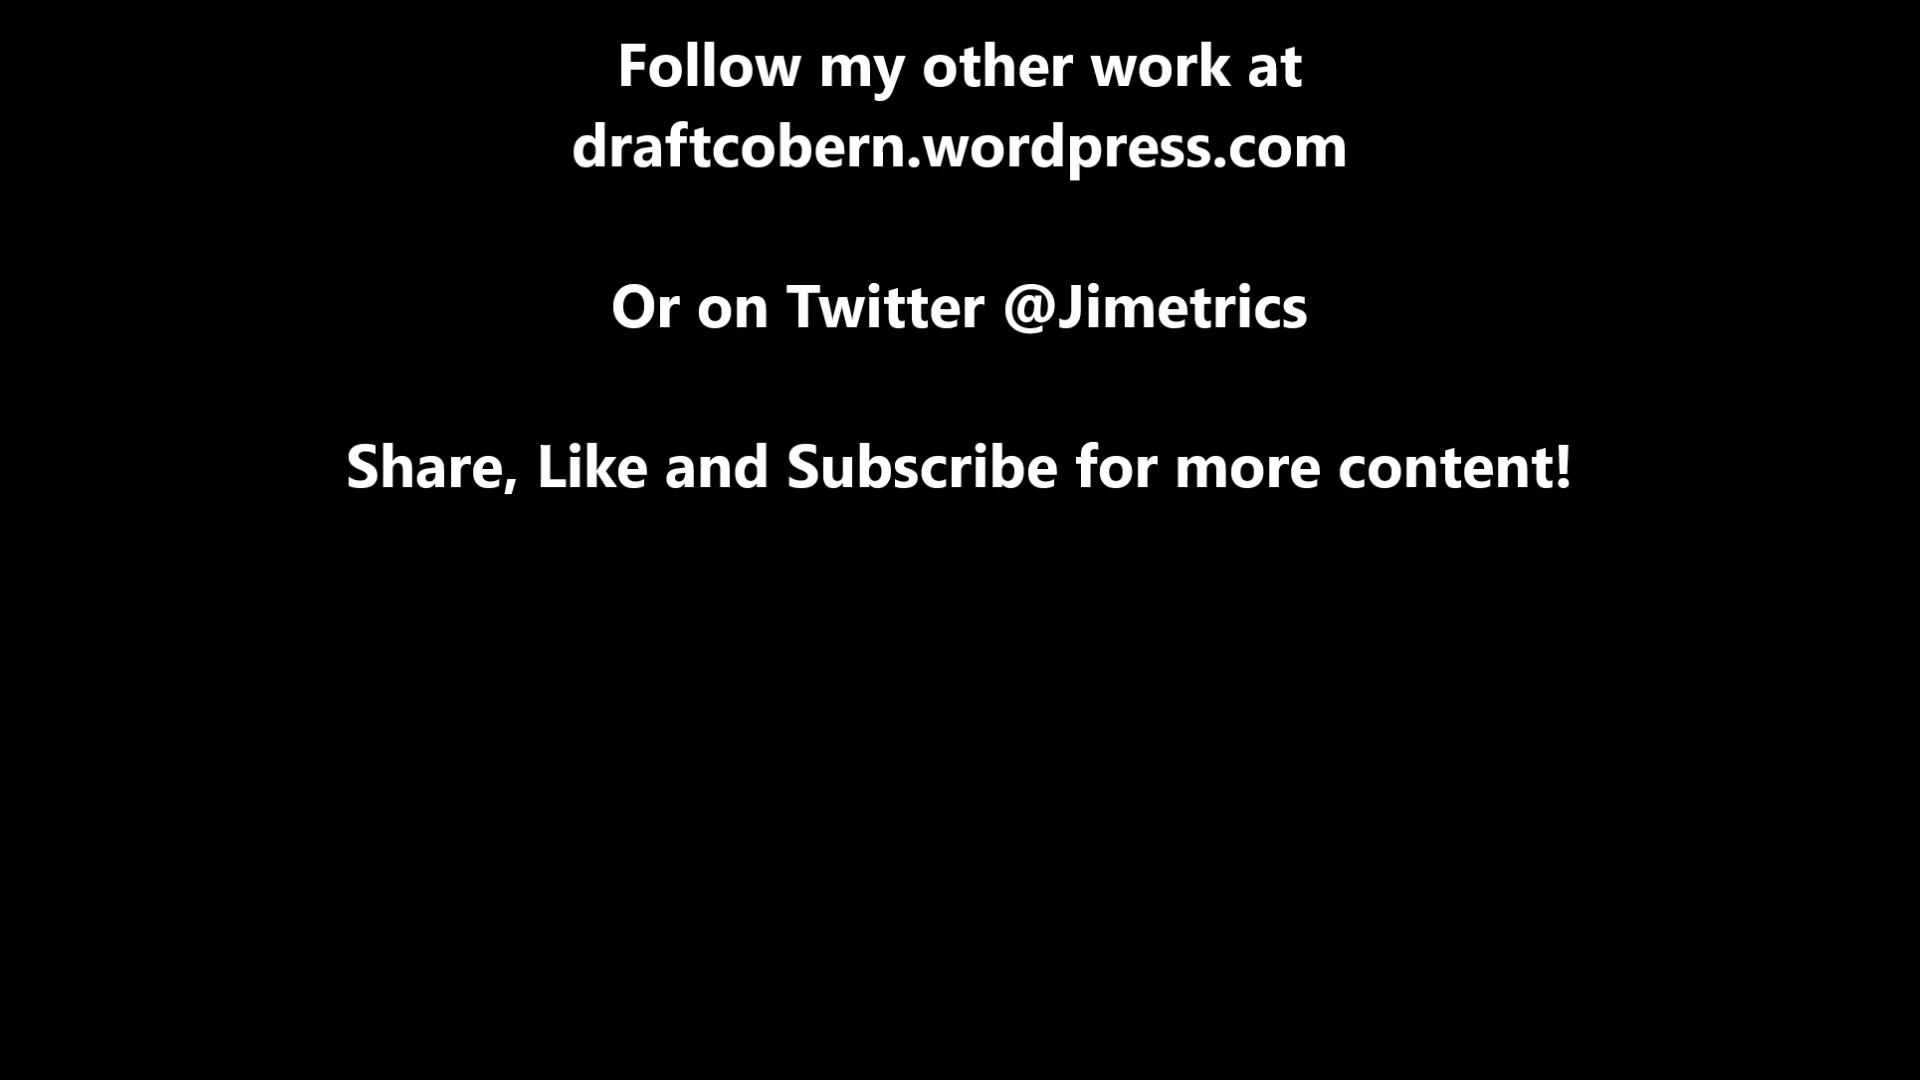 Follow my other work at
draftcobern.wordpress.com
Or on Twitter @Jimetrics
Share, Like and Subscribe for more content!